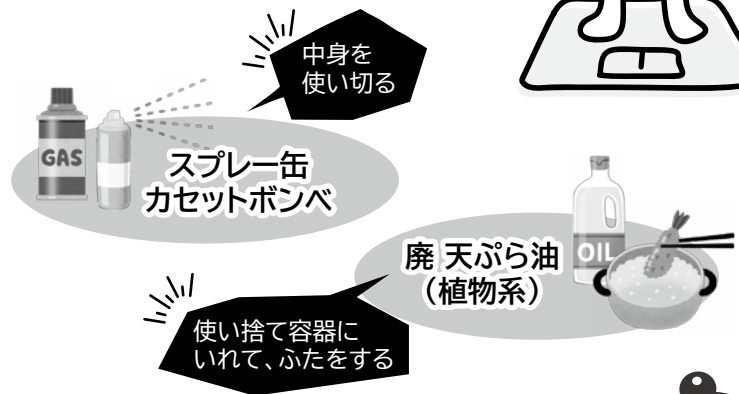 中身を
使い切る
GAS
スプレー缶
カセットボンベ
廃 天ぷら油
（植物系）
OIL
使い捨て容器に
いれて、ふたをする